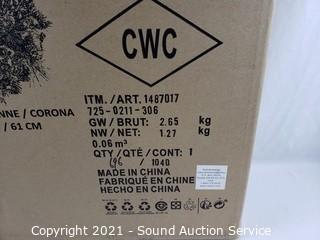 CWC
NNE / CORONA
/ 61 CM
ITM./ART. 1487017
725-0211-306
GW/BRUT: 2.65 kg
NW/NET: 1.27 kg
0.06 m³
QTY/QTÉ/CONT: 1
696 / 1040
MADE IN CHINA
FABRIQUÉ EN CHINE
HECHO EN CHINA
Copyright 2021 - Sound Auction Service